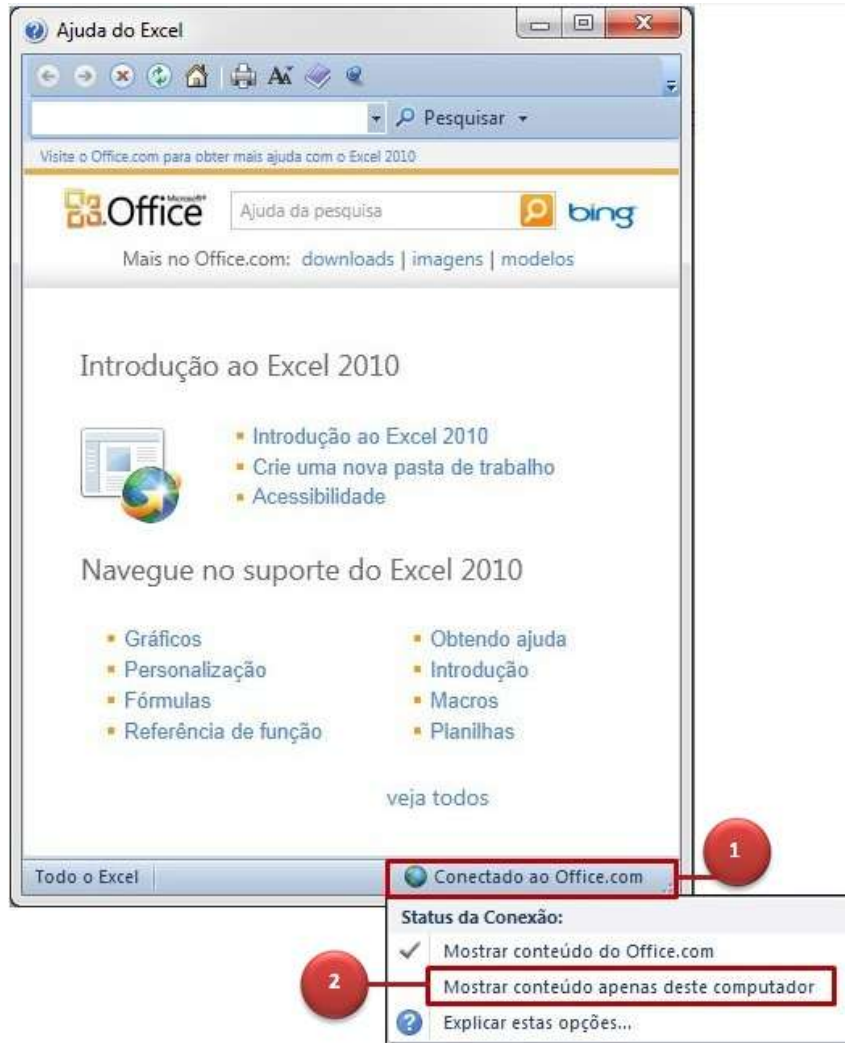 Ajuda do Excel
Pesquisar
Visite o Office.com para obter mais ajuda com o Excel 2010
Microsoft®
Office
Ajuda da pesquisa
bing
Mais no Office.com: downloads | imagens | modelos
Introdução ao Excel 2010
Introdução ao Excel 2010
Crie uma nova pasta de trabalho
Acessibilidade
Navegue no suporte do Excel 2010
Gráficos
Personalização
Fórmulas
Referência de função
Obtendo ajuda
Introdução
Macros
Planilhas
veja todos
1
Todo o Excel
Conectado ao Office.com
Status da Conexão:
Mostrar conteúdo do Office.com
2
Mostrar conteúdo apenas deste computador
Explicar estas opções...